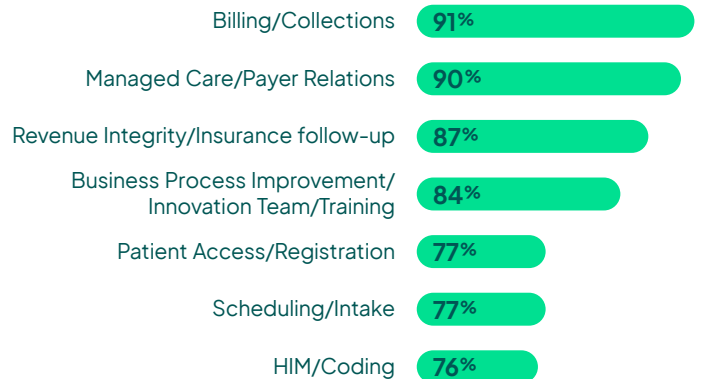 Billing/Collections 91%
Managed Care/Payer Relations 90%
Revenue Integrity/Insurance follow-up 87%
Business Process Improvement/
Innovation Team/Training 84%
Patient Access/Registration 77%
Scheduling/Intake 77%
HIM/Coding 76%